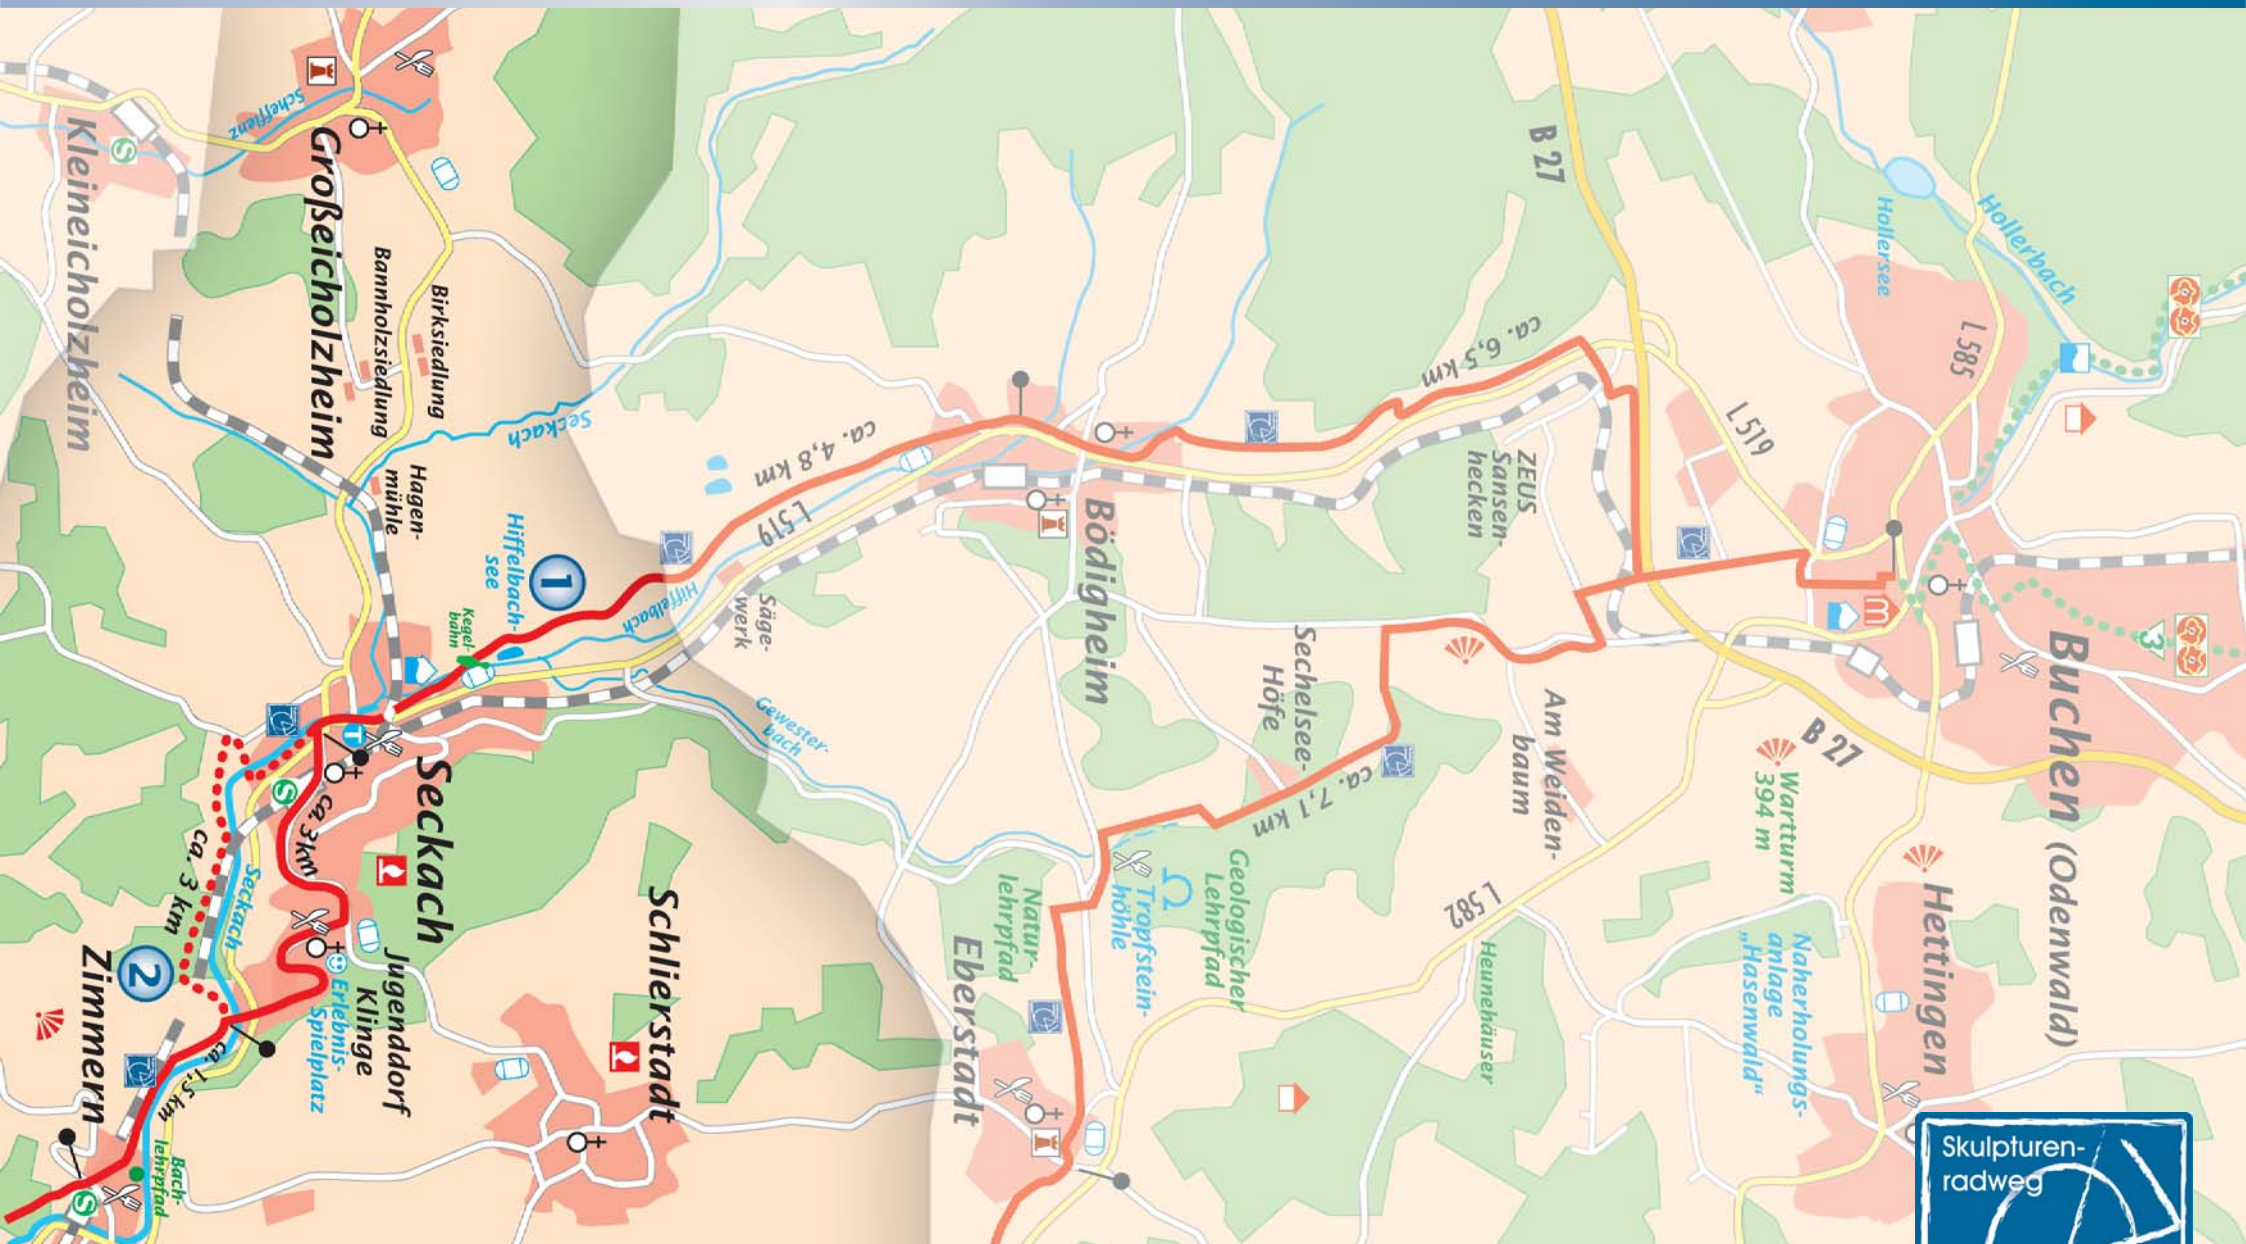 Kleineicholzheim
Schefflenz
Großeicholzheim
Bannholzsiedlung
Birksiedlung
Hagen-
mühle
Seckach
Hiffelbach-
see
1
Kegel-
bahn
Hiffelbach
ca. 4,8 km
L 519
Säge-
werk
Gewester-
bach
Bödigheim
ca. 6,5 km
B 27
ZEUS
Sansen-
hecken
L 519
Hollersee
Hollerbach
L 585
Buchen (Odenwald)
3
m
B 27
Wartturm
394 m
Am Weiden-
baum
Sechelsee-
Höfe
ca. 7,1 km
Geologischer
Lehrpfad
Tropfstein-
höhle
Natur-
lehrpfad
Eberstadt
L 582
Heunehäuser
Naherholungs-
anlage
„Hasenwald“
Hettingen
Seckach
T
S
ca. 3 km
ca. 3 km
Seckach
2
Zimmern
Jugenddorf
Klinge
Erlebnis-
Spielplatz
Schlierstadt
ca. 1,5 km
Bach-
lehrpfad
S
S
Skulpturen-
radweg